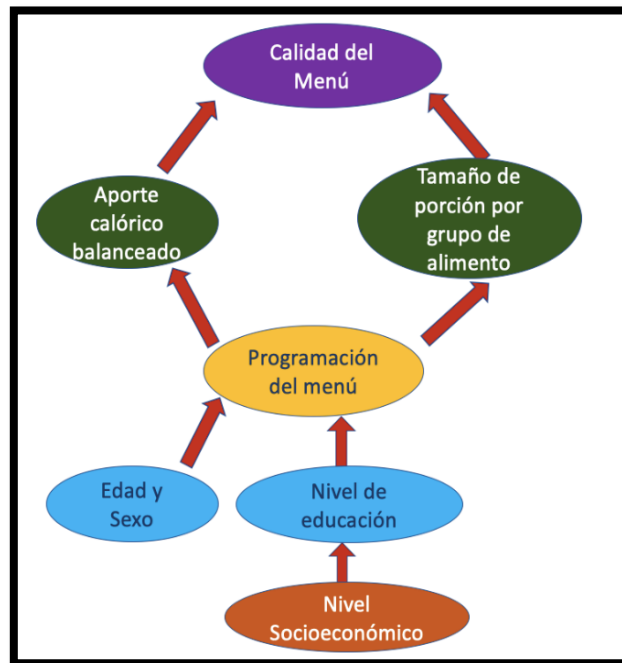 Calidad del
Menú
Aporte
calórico
balanceado
Tamaño de
porción por
grupo de
alimento
Programación
del menú
Edad y
Sexo
Nivel de
educación
Nivel
Socioeconómico